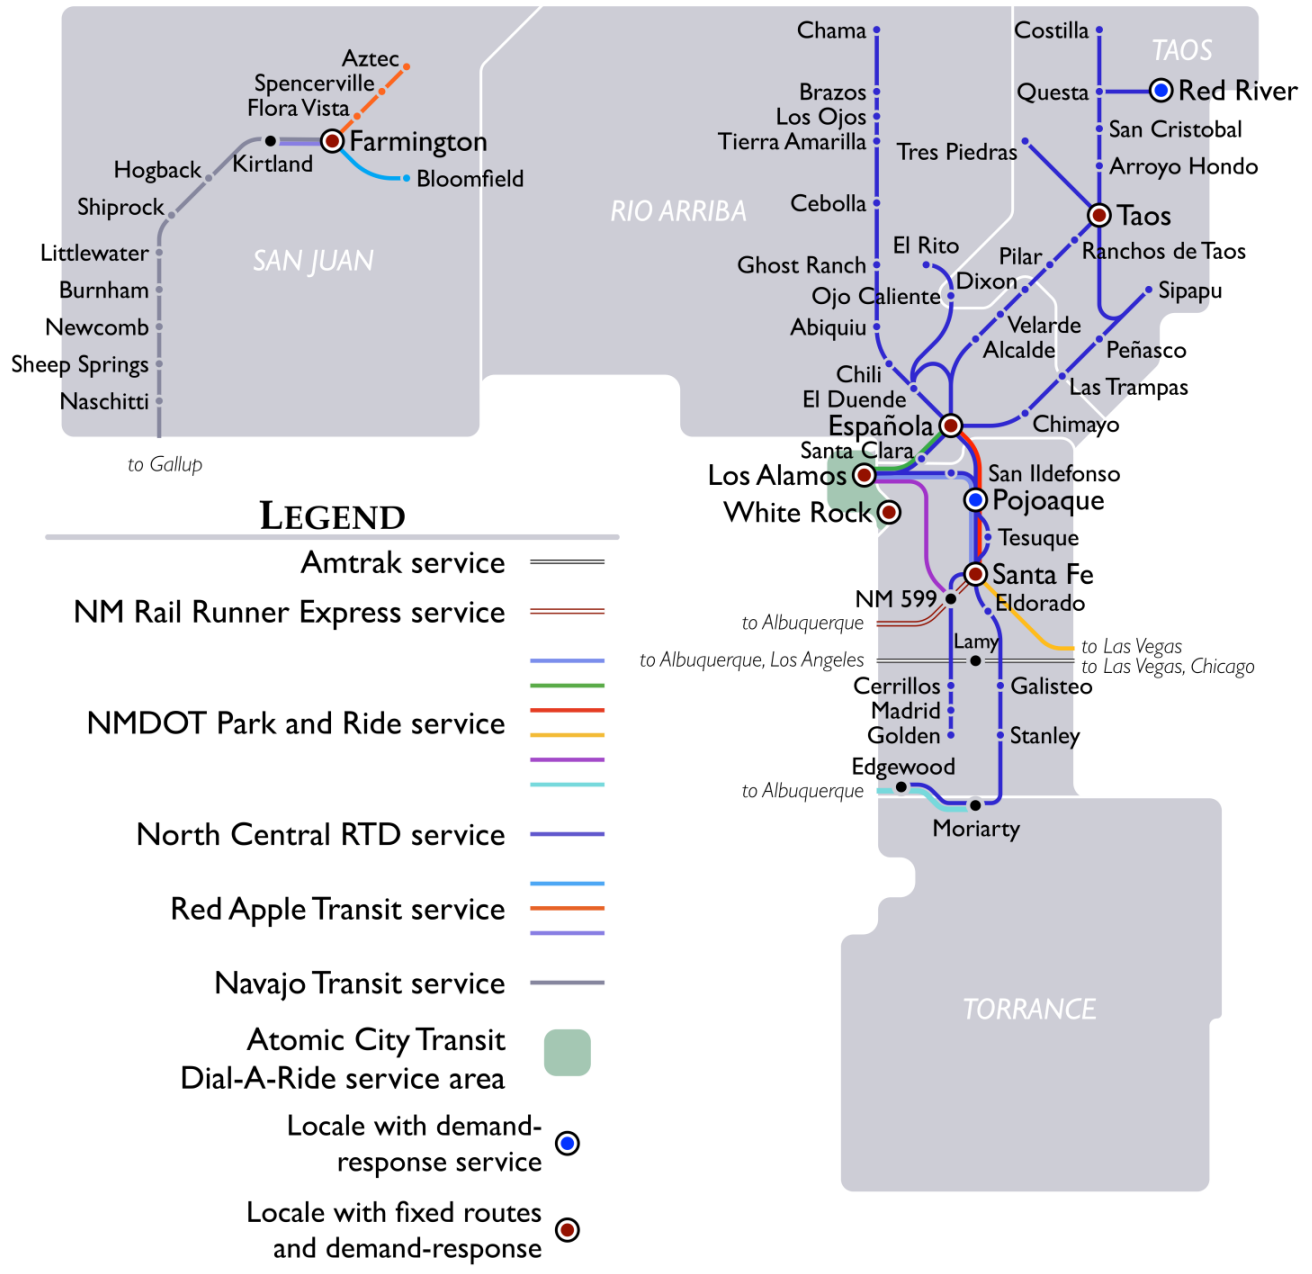 Chama
Costilla
TAOS
Aztec
Spencerville
Flora Vista
Brazos
Los Ojos
Tierra Amarilla
Questa
Red River
San Cristobal
Farmington
Kirtland
Tres Piedras
Arroyo Hondo
Hogback
Bloomfield
Shiprock
Cebolla
RIO ARRIBA
Taos
Littlewater
SAN JUAN
El Rito
Pilar
Ranchos de Taos
Ghost Ranch
Dixon
Burnham
Ojo Caliente
Sipapu
Newcomb
Abiquiu
Velarde
Alcalde
Peñasco
Sheep Springs
Chili
Las Trampas
Naschitti
El Duende
Española
Chimayo
to Gallup
Santa Clara
Los Alamos
San Ildefonso
White Rock
Pojoaque
Tesuque
Santa Fe
NM 599
Eldorado
to Albuquerque
Lamy
to Las Vegas
to Albuquerque, Los Angeles
to Las Vegas, Chicago
Cerrillos
Galisteo
Madrid
Golden
Stanley
Edgewood
to Albuquerque
Moriarty
TORRANCE
LEGEND
Amtrak service
NM Rail Runner Express service
NMDOT Park and Ride service
North Central RTD service
Red Apple Transit service
Navajo Transit service
Atomic City Transit
Dial-A-Ride service area
Locale with demand-
response service
Locale with fixed routes
and demand-response